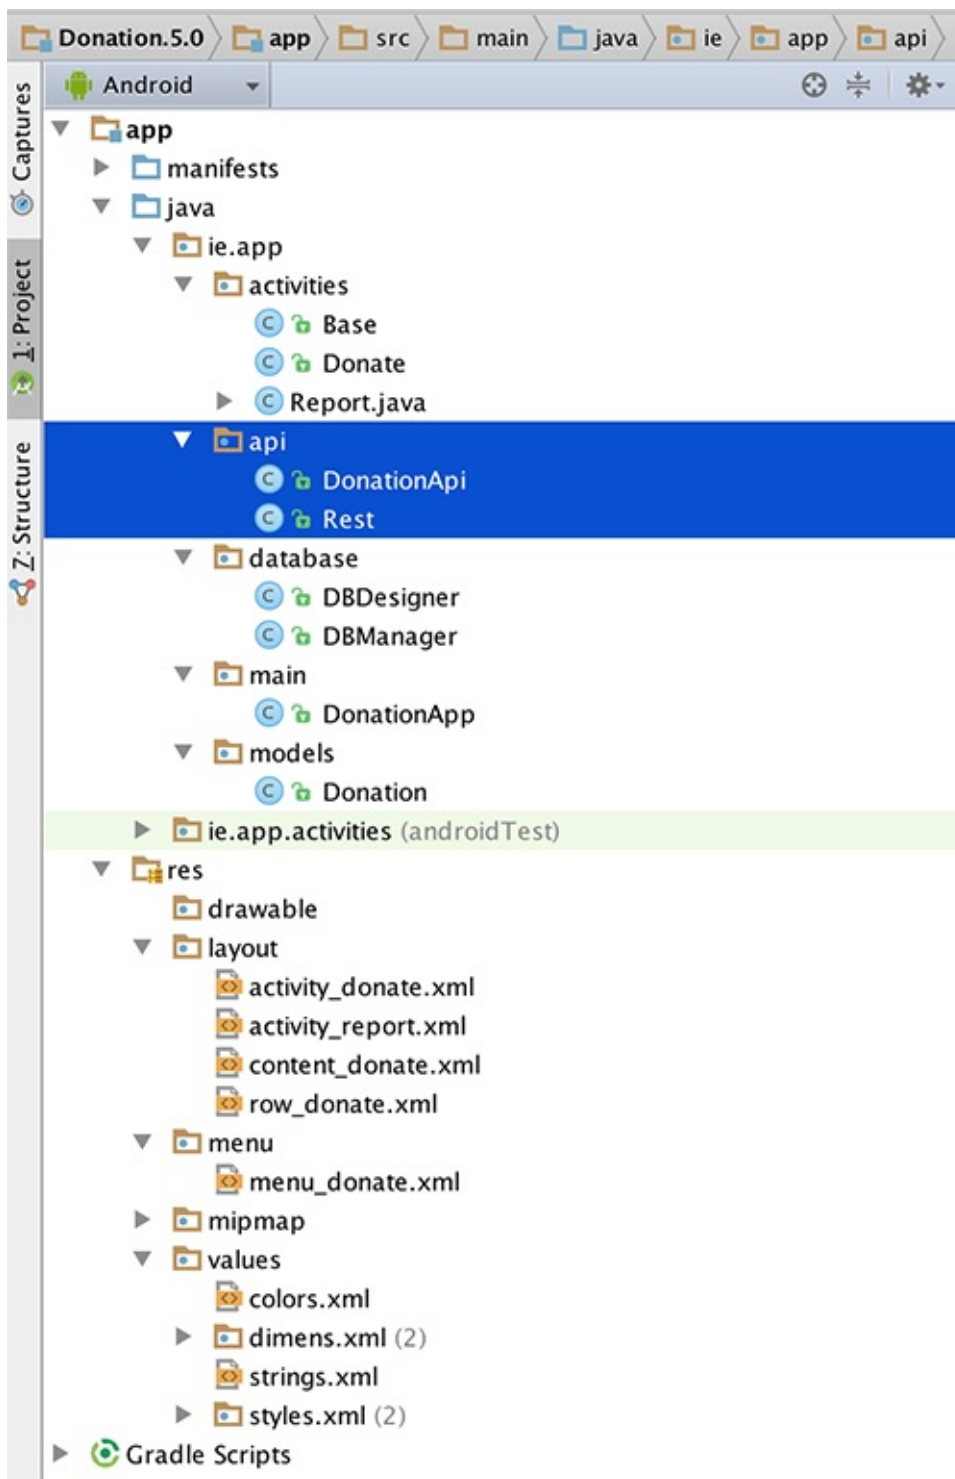 Donation.5.0 app src main java ie app api
Android
Captures
1: Project
Z: Structure
app
manifests
java
ie.app
activities
Base
Donate
Report.java
api
DonationApi
Rest
database
DBDesigner
DBManager
main
DonationApp
models
Donation
ie.app.activities (androidTest)
res
drawable
layout
activity_donate.xml
activity_report.xml
content_donate.xml
row_donate.xml
menu
menu_donate.xml
mipmap
values
colors.xml
dimens.xml (2)
strings.xml
styles.xml (2)
Gradle Scripts